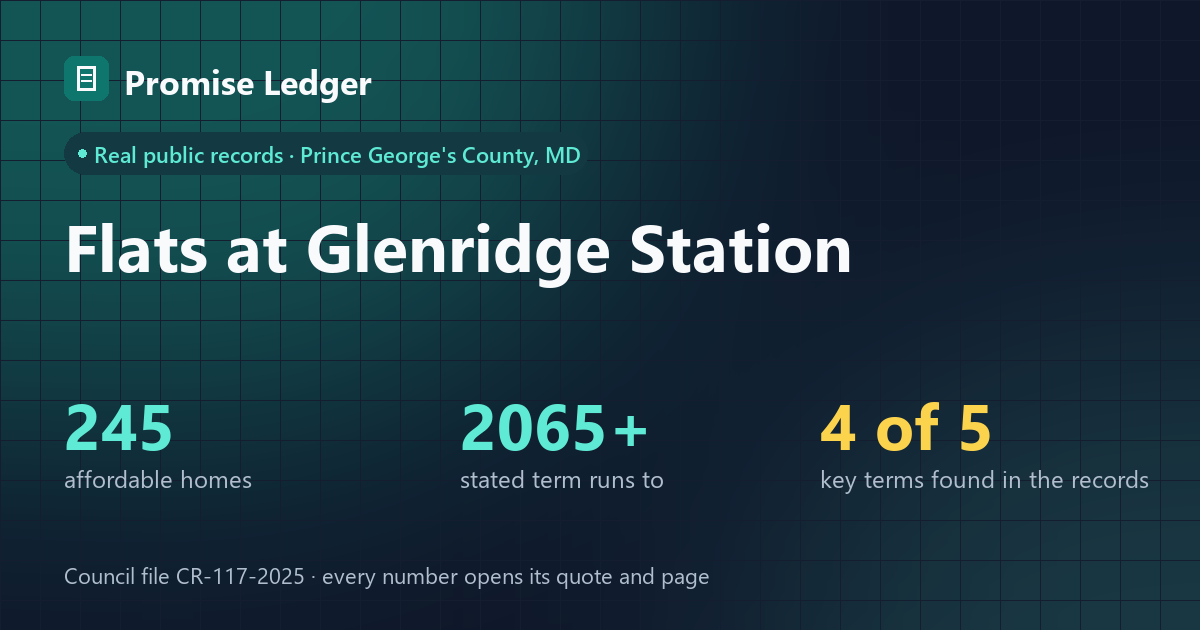 Promise Ledger
Real public records · Prince George's County, MD
Flats at Glenridge Station
245
affordable homes
2065+
stated term runs to
4 of 5
key terms found in the records
Council file CR-117-2025 · every number opens its quote and page